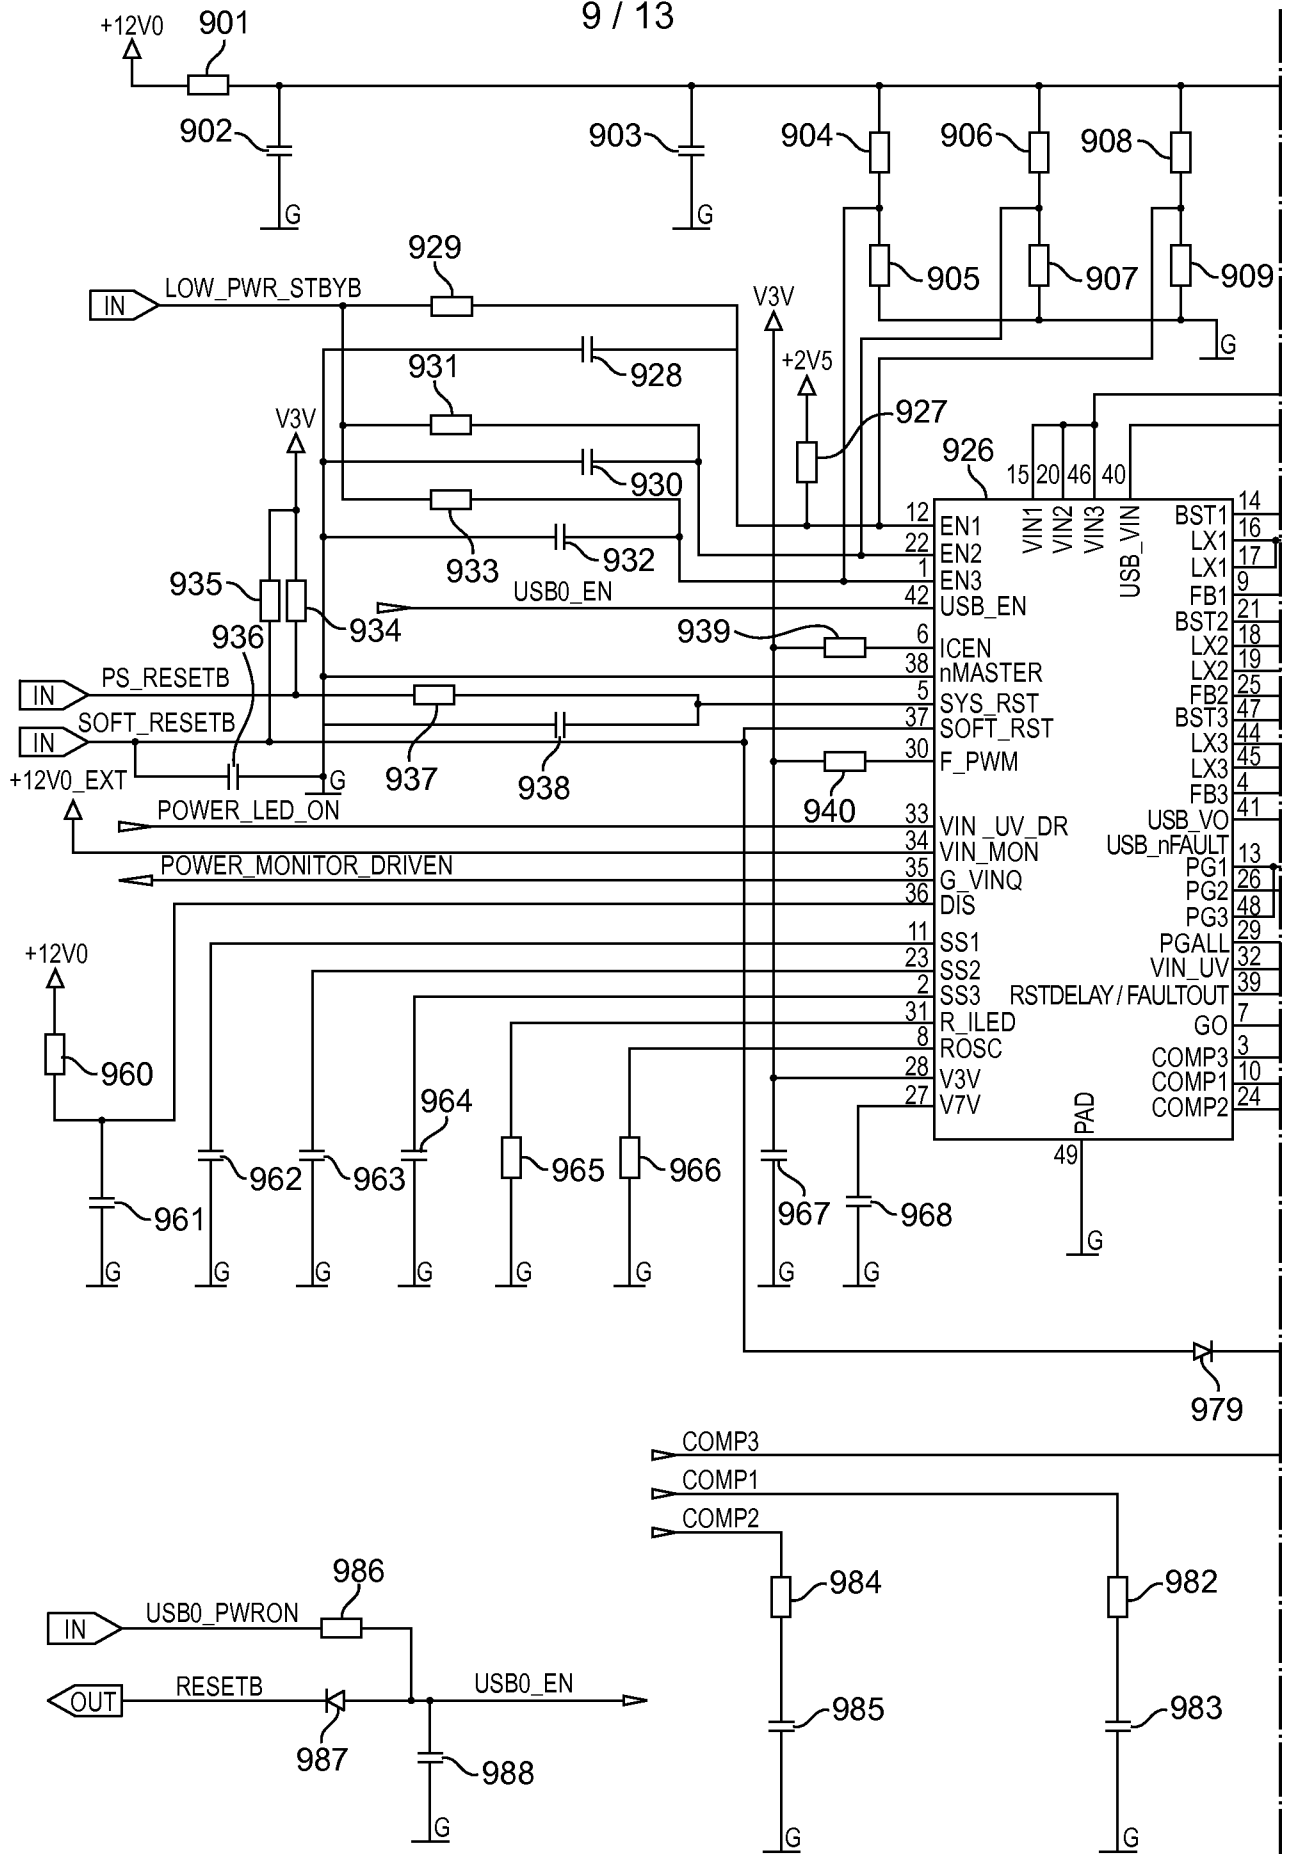 9 / 13
+12V0 901
902 903 904 906 908
G G
905 907 909
G
929
IN LOW_PWR_STBYB
V3V
928
+2V5
931
927
V3V
930
926
15 20 46 40
VIN1 VIN2 VIN3 USB_VIN
933
932
12 EN1
22 EN2
1 EN3
USB0_EN 42 USB_EN
935
934
936
939 6 ICEN
38 nMASTER
IN PS_RESETB
5 SYS_RST
IN SOFT_RESETB
37 SOFT_RST
937
938
G
30 F_PWM
940
+12V0_EXT
POWER_LED_ON 33 VIN_UV_DR
34 VIN_MON
POWER_MONITOR_DRIVEN 35 G_VINQ
36 DIS
11 SS1
23 SS2
2 SS3
31 R_ILED
8 ROSC
28 V3V
27 V7V
BST1 14
LX1 16
LX1 17
FB1 9
BST2 21
LX2 18
LX2 19
FB2 25
BST3 47
LX3 44
LX3 45
FB3 4
USB_VO 41
USB_nFAULT
PG1 13
PG2 26
PG3 48
PGALL 29
VIN_UV 32
RSTDELAY / FAULTOUT 39
GO 7
COMP3 3
COMP1 10
COMP2 24
PAD
49
G
+12V0
960
961
962 963 964 965 966 967 968
G G G G G G G G
979
COMP3
COMP1
COMP2
984 982
985 983
G G
986
IN USB0_PWRON
OUT RESETB USB0_EN
987
988
G